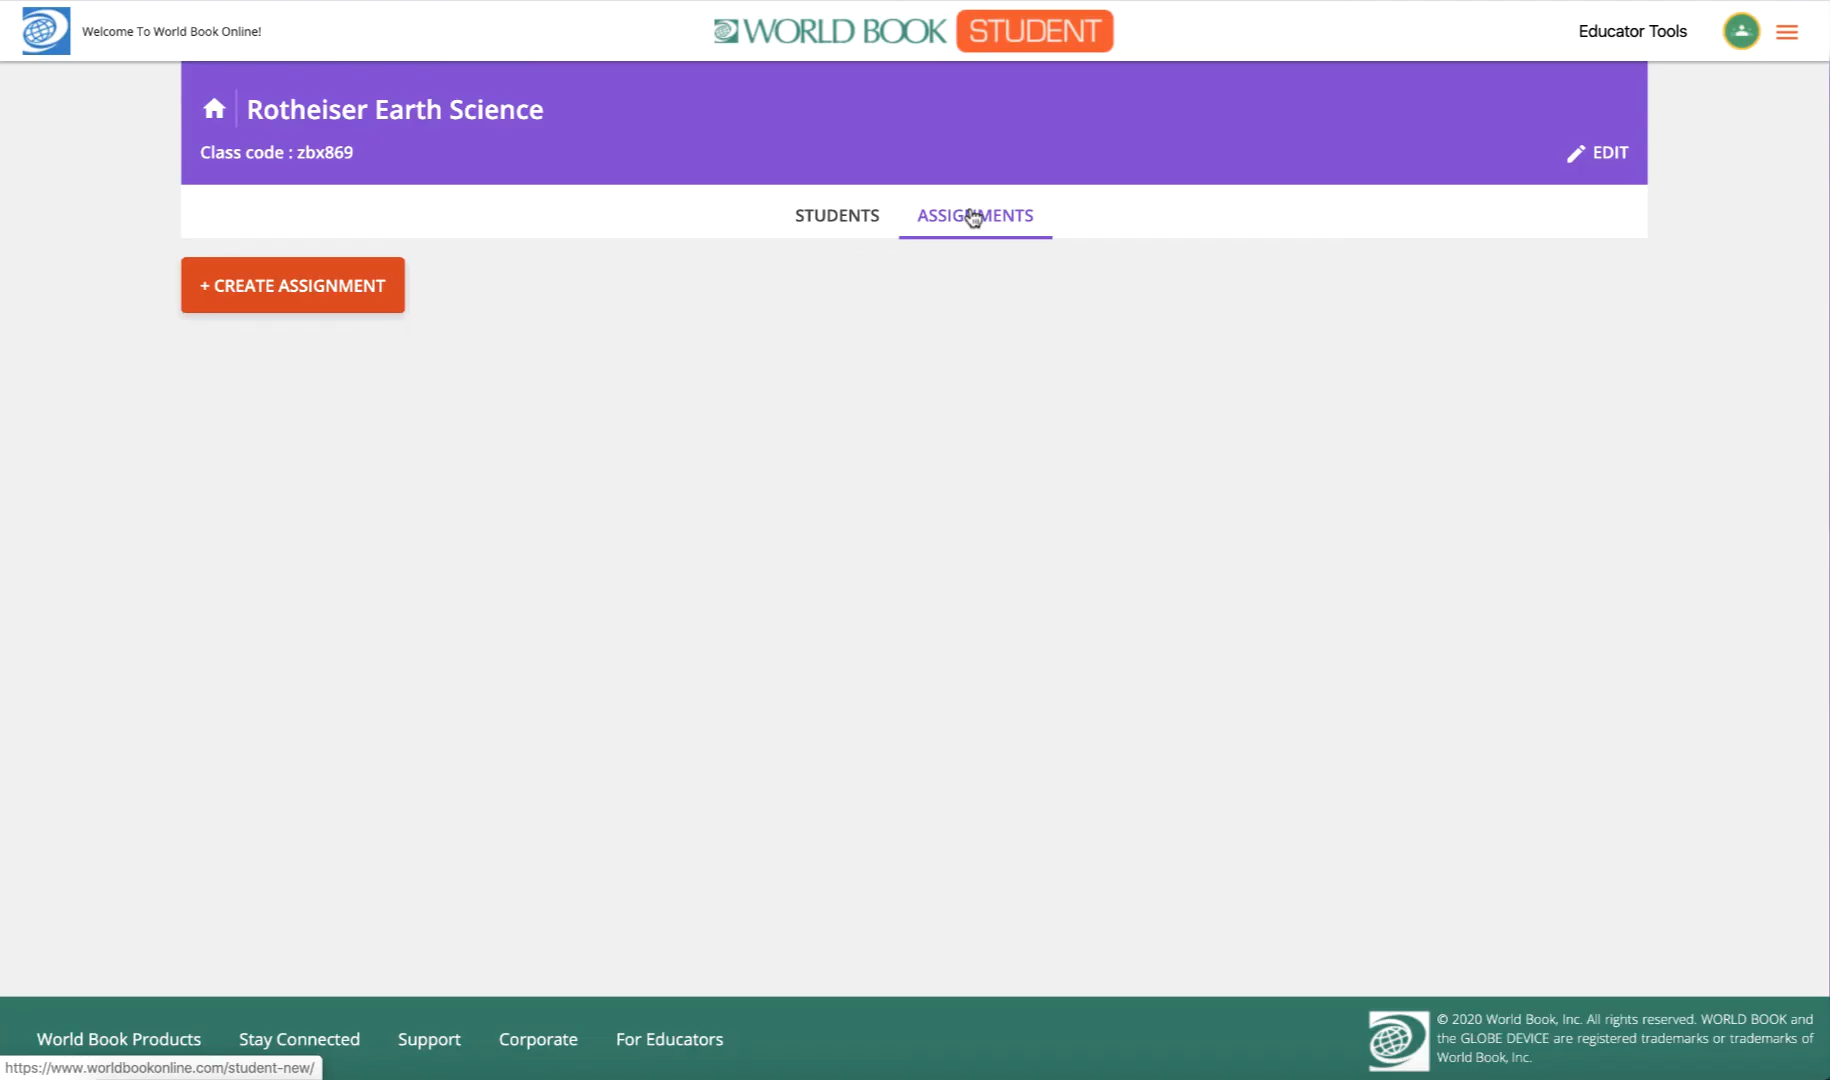 Welcome To World Book Online!
WORLD BOOK STUDENT
Educator Tools
Rotheiser Earth Science
Class code : zbx869
EDIT
STUDENTS
ASSIGNMENTS
+ CREATE ASSIGNMENT
World Book Products
Stay Connected
Support
Corporate
For Educators
© 2020 World Book, Inc. All rights reserved. WORLD BOOK and
the GLOBE DEVICE are registered trademarks or trademarks of
World Book, Inc.
https://www.worldbookonline.com/student-new/